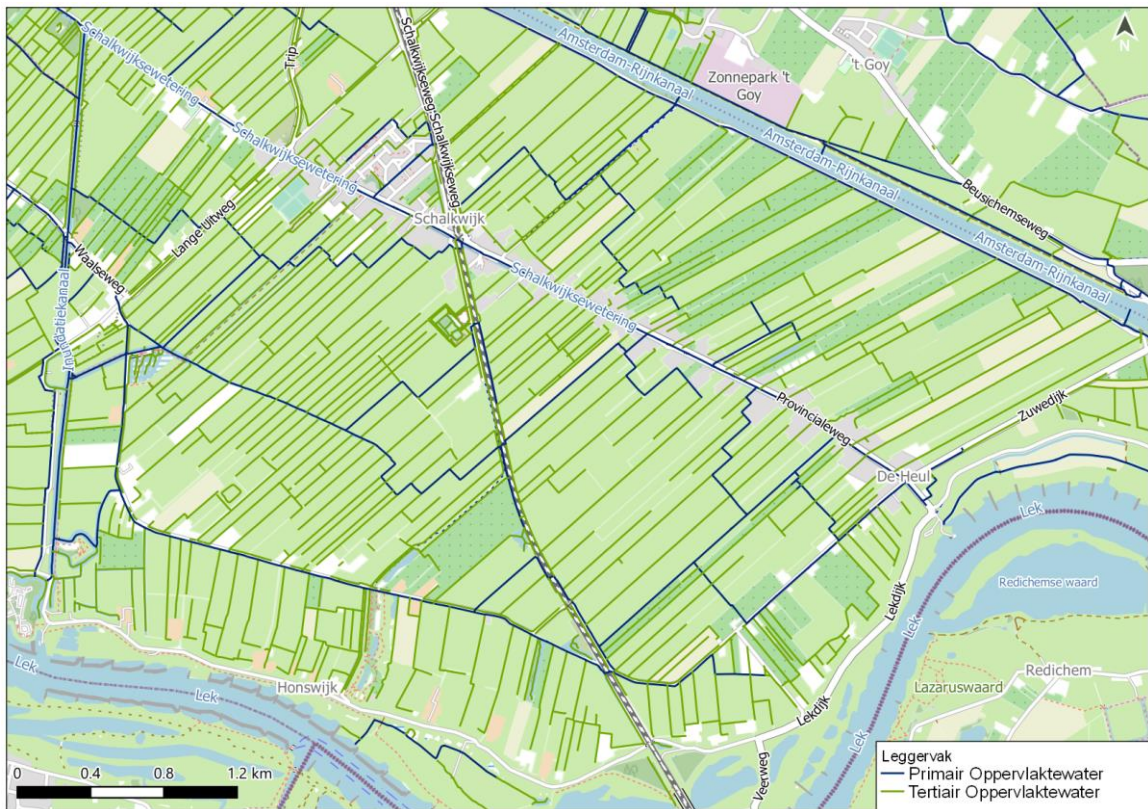 Schalkwijksewetering
Trip
Schalkwijkseweg
Schalkwijkseweg
Amsterdam-Rijnkanaal
Zonnepark 't
Goy
't Goy
N
Schalkwijksewetering
Amsterdam-Rijnkanaal
Beusichemseweg
Lange Uitweg
Schalkwijk
Waalseweg
Amsterdam-Rijnkanaal
Inundatiekanaal
Schalkwijksewetering
Provincialeweg
Zuwedijk
De Heul
Lek
Lekdijk
Redichemse waard
Lek
Lek
Lek
Honswijk
Redichem
Lazaruswaard
Lekdijk
Lek
Veerweg
0 0.4 0.8 1.2 km
Leggervak
Primair Oppervlaktewater
Tertiair Oppervlaktewater